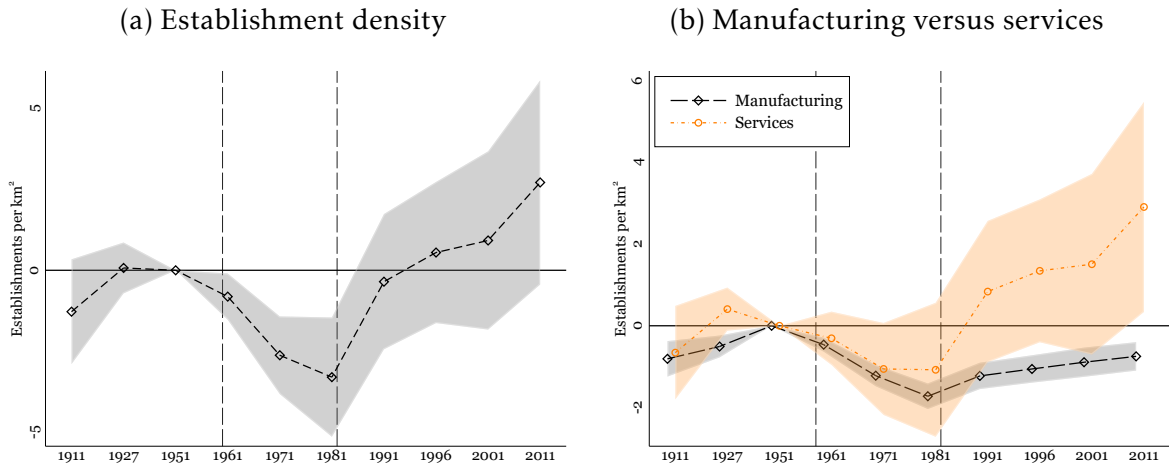 (a) Establishment density
Establishments per km²
5
0
-5
1911 1927 1951 1961 1971 1981 1991 1996 2001 2011
(b) Manufacturing versus services
Manufacturing
Services
Establishments per km²
6
4
2
0
-2
1911 1927 1951 1961 1971 1981 1991 1996 2001 2011